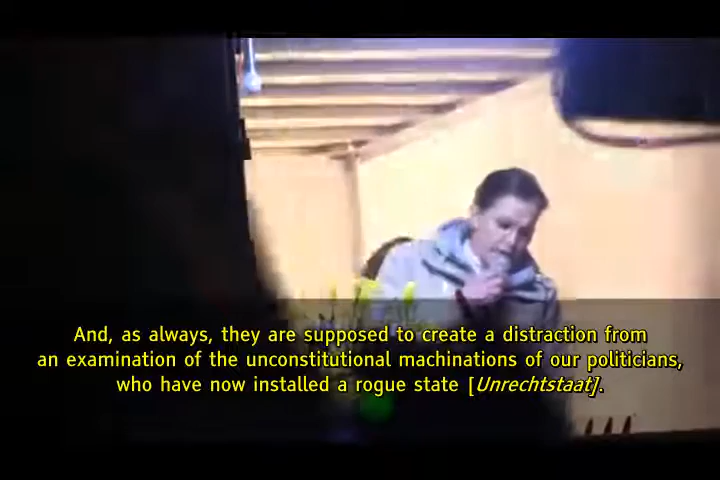 And, as always, they are supposed to create a distraction from
an examination of the unconstitutional machinations of our politicians,
who have now installed a rogue state [Unrechtstaat].